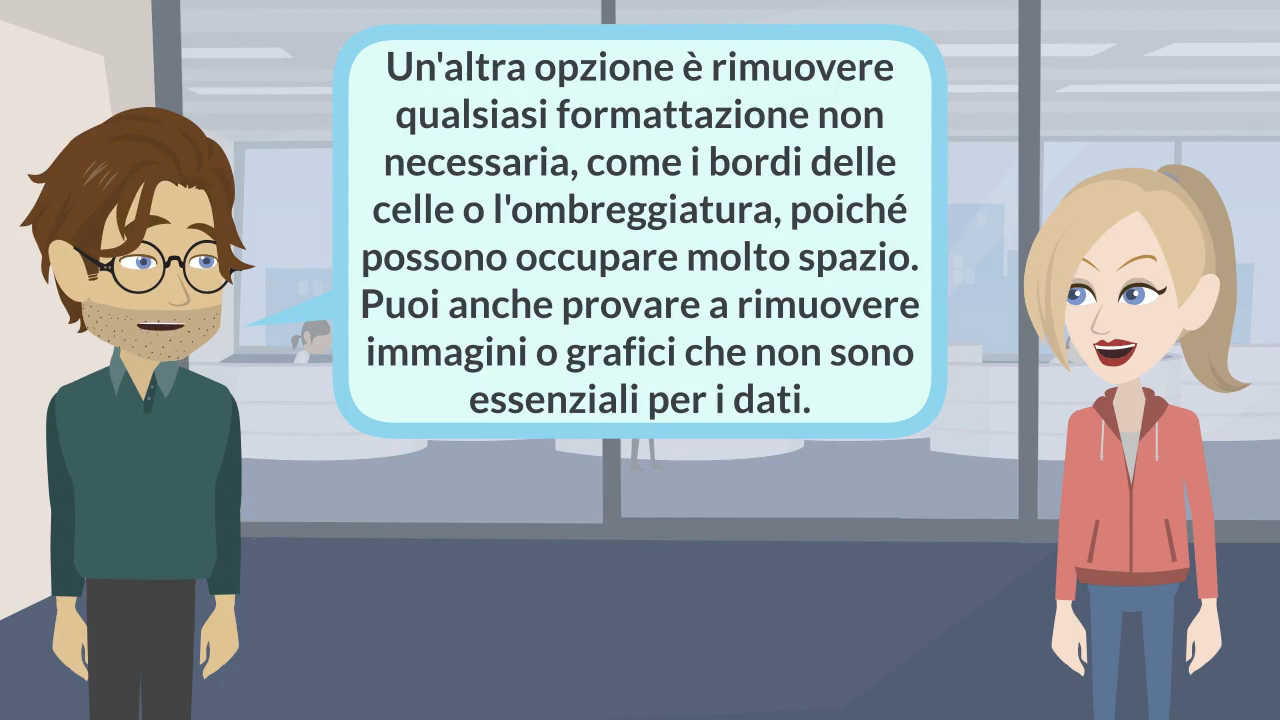 Un'altra opzione è rimuovere
qualsiasi formattazione non
necessaria, come i bordi delle
celle o l'ombreggiatura, poiché
possono occupare molto spazio.
Puoi anche provare a rimuovere
immagini o grafici che non sono
essenziali per i dati.